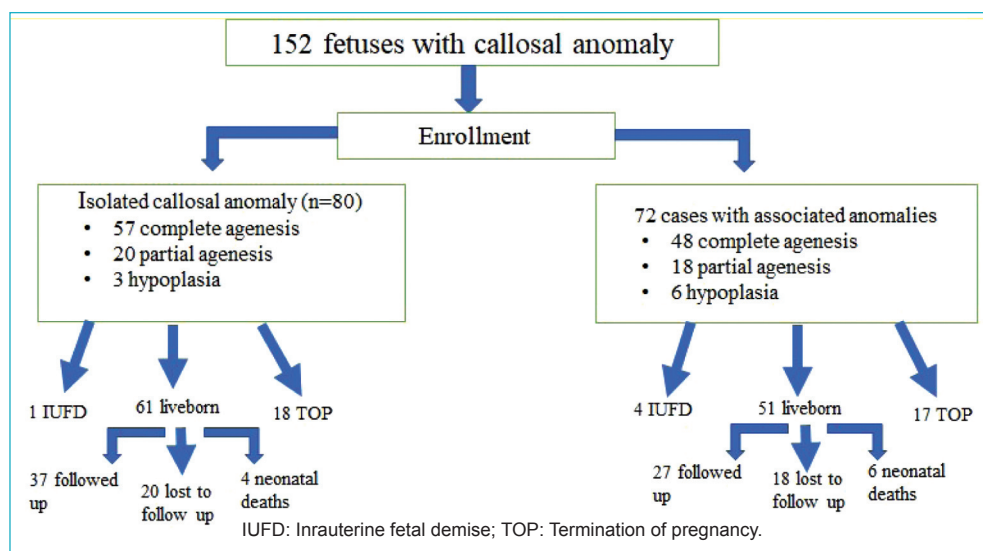 152 fetuses with callosal anomaly
Enrollment
Isolated callosal anomaly (n=80)
• 57 complete agenesis
• 20 partial agenesis
• 3 hypoplasia
72 cases with associated anomalies
• 48 complete agenesis
• 18 partial agenesis
• 6 hypoplasia
1 IUFD
61 liveborn
18 TOP
4 IUFD
51 liveborn
17 TOP
37 followed
up
20 lost to
follow up
4 neonatal
deaths
27 followed
up
18 lost to
follow up
6 neonatal
deaths
IUFD: Inrauterine fetal demise; TOP: Termination of pregnancy.